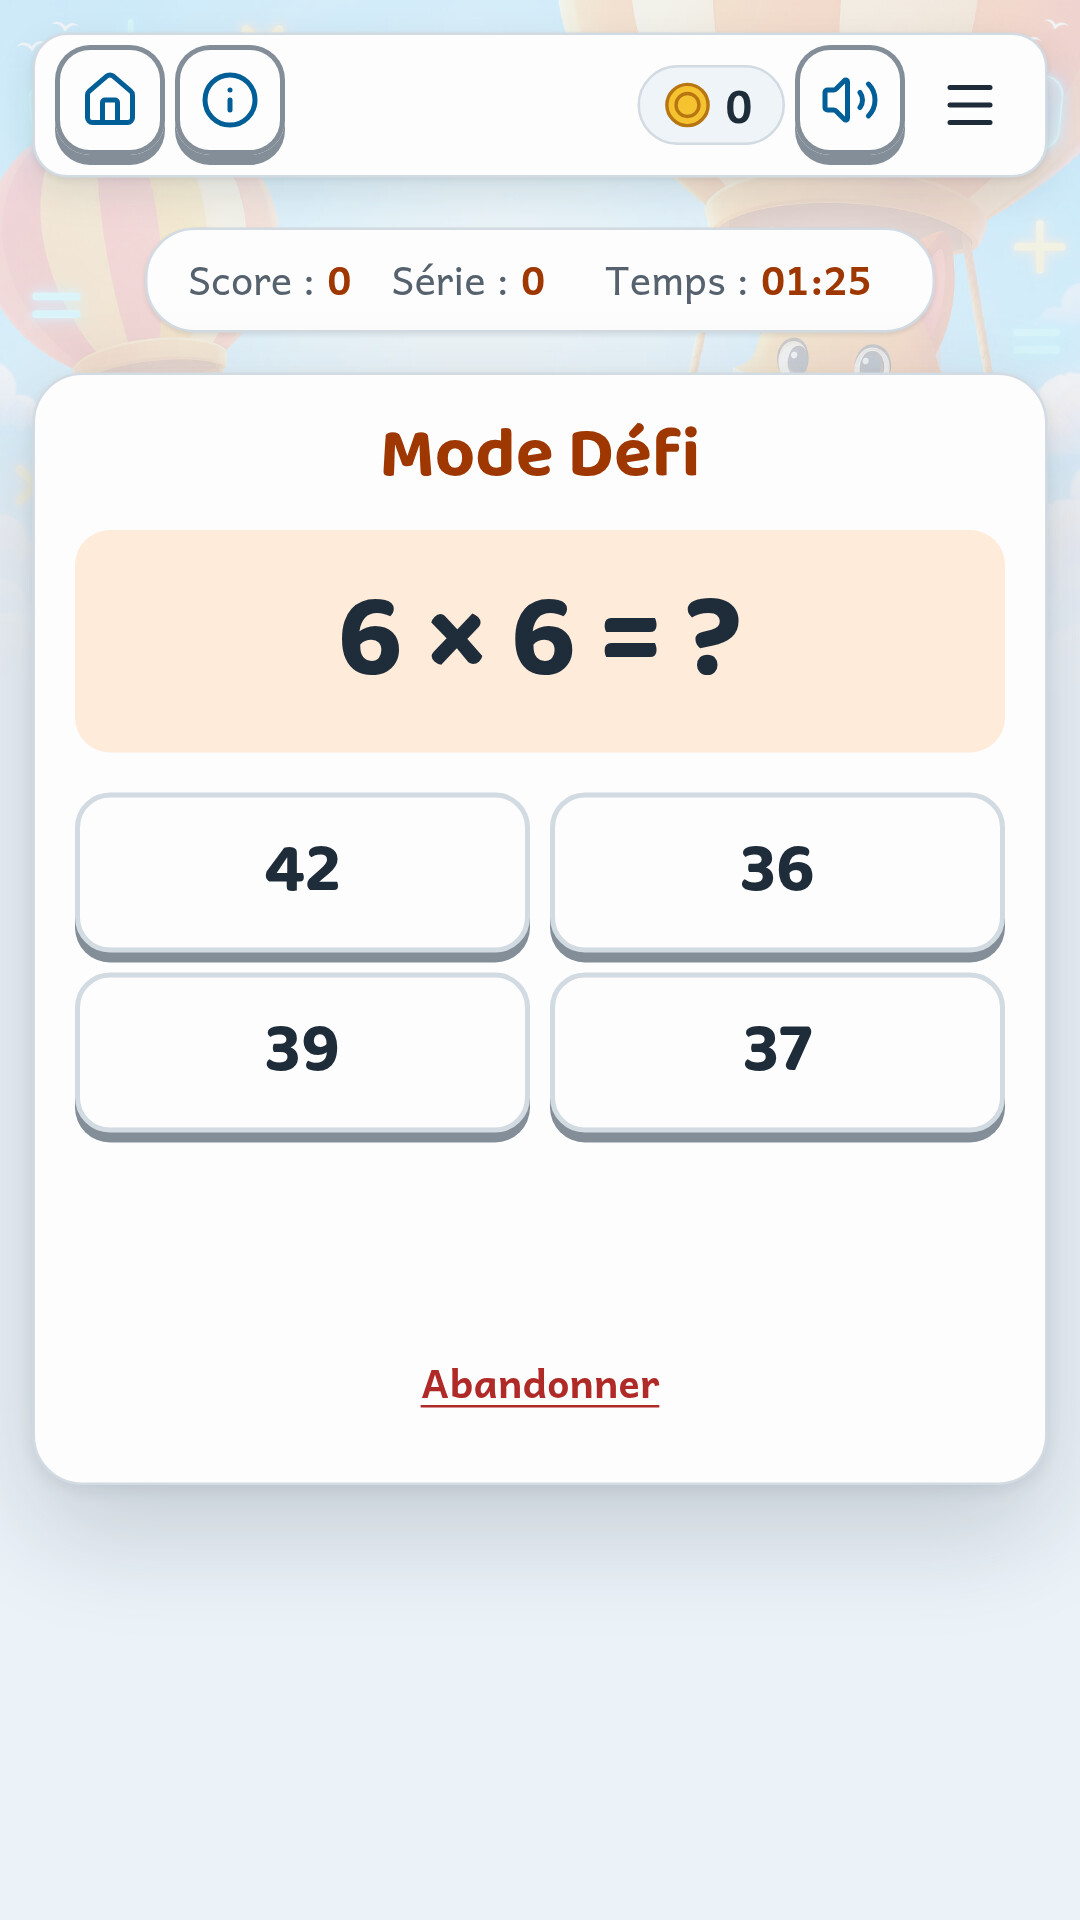 0
Score : 0 Série : 0 Temps : 01:25
Mode Défi
6 × 6 = ?
42 36
39 37
Abandonner